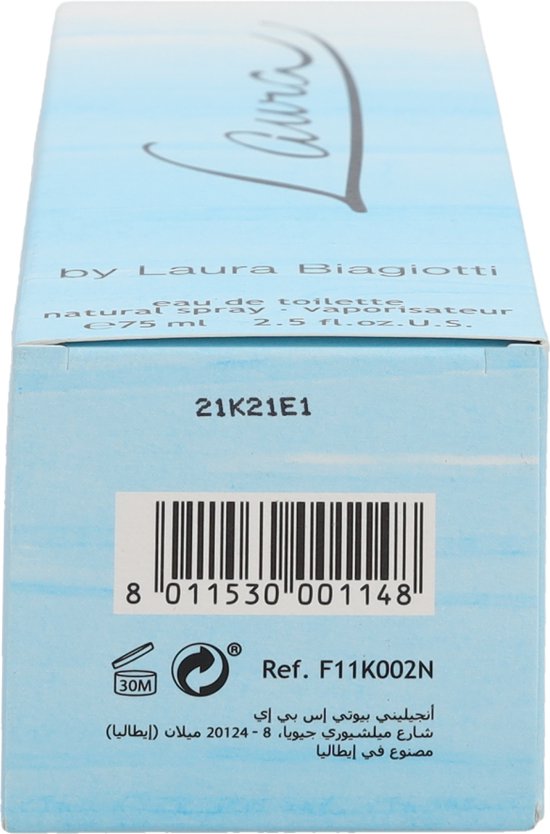 Laura
by Laura Biagiotti
eau de toilette
natural spray · vaporisateur
℮75 ml 2.5 fl.oz.U.S.
21K21E1
8 011530 001148
30M
®
Ref. F11K002N
أنجيليني بيوتي إس بي إي
شارع ميلشيوري جيويا، 8 - 20124 ميلان (إيطاليا)
مصنوع في إيطاليا